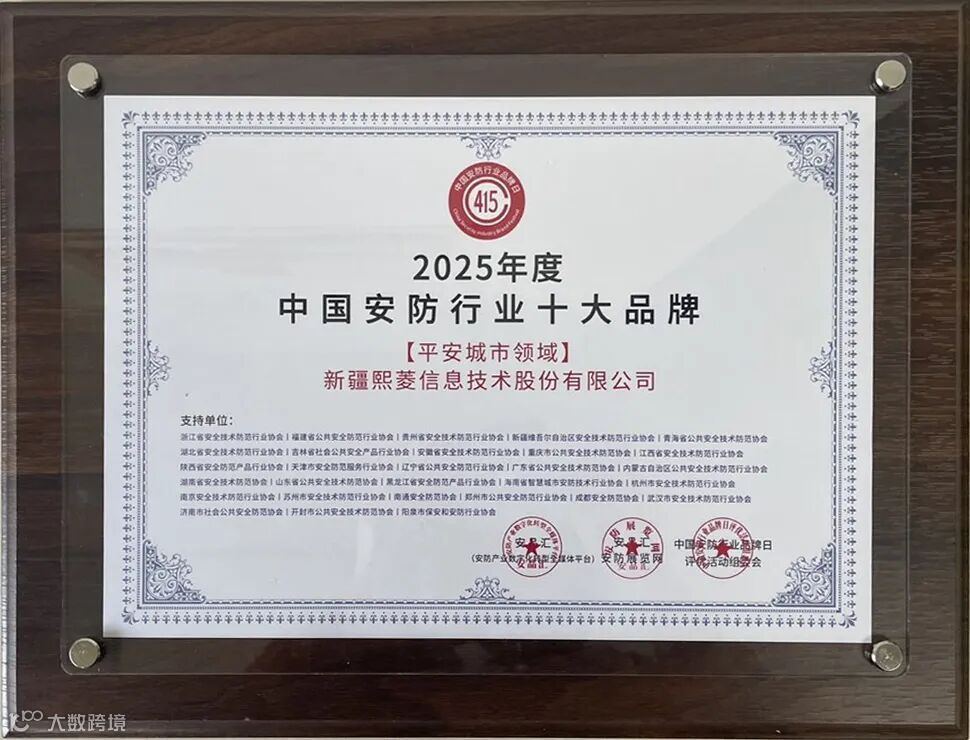 中国安防行业品牌日
415
China Security Industry Brand Festival
2025年度
中国安防行业十大品牌
【平安城市领域】
新疆熙菱信息技术股份有限公司
支持单位：
浙江省安全技术防范行业协会|福建省公共安全防范行业协会|贵州省安全技术防范行业协会|新疆维吾尔自治区安全技术防范行业协会|青海省公共安全技术防范协会
湖北省安全技术防范行业协会|吉林省社会公共安全产品行业协会|安徽省安全技术防范行业协会|重庆市公共安全技术防范协会|江西省安全技术防范行业协会
陕西省安全防范产品行业协会|天津市安全防范服务行业协会|辽宁省公共安全防范行业协会|广东省公共安全技术防范协会|内蒙古自治区公共安全技术防范行业协会
湖南省安全技术防范协会|山东省公共安全技术防范协会|黑龙江省安全防范产品行业协会|海南省智慧城市安防技术行业协会|杭州市安全技术防范行业协会
南京安全技术防范行业协会|苏州市安全技术防范行业协会|南通安全防范协会|郑州市公共安全防范行业协会|成都安全防范协会|武汉市安全技术防范行业协会
济南市社会公共安全防范协会|开封市公共安全技术防范协会|阳泉市保安和安防行业协会
安品汇
（安防产业数字化转型全媒体平台）
安品汇
安防展览网
中国安防行业品牌日
评优活动组委会
大数跨境